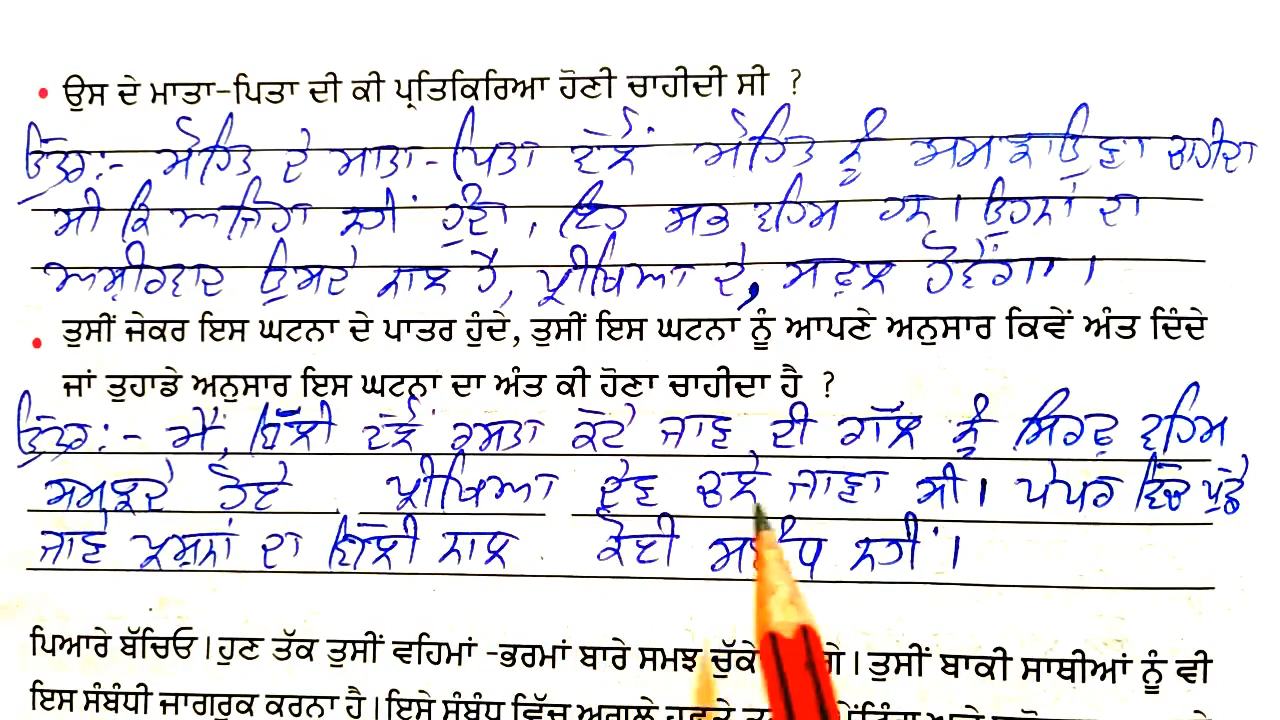 ਉਸ ਦੇ ਮਾਤਾ-ਪਿਤਾ ਦੀ ਕੀ ਪ੍ਰਤਿਕਿਰਿਆ ਹੋਣੀ ਚਾਹੀਦੀ ਸੀ ?
ਉੱਤਰ:- ਮੋਹਿਤ ਦੇ ਮਾਤਾ-ਪਿਤਾ ਵੱਲੋਂ ਮੋਹਿਤ ਨੂੰ ਸਮਝਾਉਣਾ ਚਾਹੀਦਾ
ਸੀ ਕਿ ਅਜਿਹਾ ਨਹੀਂ ਹੁੰਦਾ, ਇਹ ਸਭ ਵਹਿਮ ਹਨ। ਉਹਨਾਂ ਦਾ
ਅਸ਼ੀਰਵਾਦ ਉਸਦੇ ਨਾਲ ਹੈ, ਪ੍ਰੀਖਿਆ ਦੇ, ਸਫ਼ਲ ਹੋਵੇਂਗਾ।
ਤੁਸੀਂ ਜੇਕਰ ਇਸ ਘਟਨਾ ਦੇ ਪਾਤਰ ਹੁੰਦੇ, ਤੁਸੀਂ ਇਸ ਘਟਨਾ ਨੂੰ ਆਪਣੇ ਅਨੁਸਾਰ ਕਿਵੇਂ ਅੰਤ ਦਿੰਦੇ
ਜਾਂ ਤੁਹਾਡੇ ਅਨੁਸਾਰ ਇਸ ਘਟਨਾ ਦਾ ਅੰਤ ਕੀ ਹੋਣਾ ਚਾਹੀਦਾ ਹੈ ?
ਉੱਤਰ:- ਮੈਂ, ਬਿੱਲੀ ਵੱਲੋਂ ਰਸਤਾ ਕੱਟੇ ਜਾਣ ਦੀ ਗੱਲ ਨੂੰ ਸਿਰਫ਼ ਵਹਿਮ
ਸਮਝਦੇ ਹੋਏ ਪ੍ਰੀਖਿਆ ਦੇਣ ਚਲੇ ਜਾਣਾ ਸੀ। ਪੇਪਰ ਵਿੱਚ ਪੁੱਛੇ
ਜਾਣੇ ਪ੍ਰਸ਼ਨਾਂ ਦਾ ਬਿੱਲੀ ਨਾਲ ਕੋਈ ਨਹੀਂ।
ਪਿਆਰੇ ਬੱਚਿਓ। ਹੁਣ ਤੱਕ ਤੁਸੀਂ ਵਹਿਮਾਂ -ਭਰਮਾਂ ਬਾਰੇ ਸਮਝ ਚੁੱਕੇ ਤੁਸੀਂ ਬਾਕੀ ਸਾਥੀਆਂ ਨੂੰ ਵੀ
ਇਸ ਸੰਬੰਧੀ ਜਾਗਰੁਕ ਕਰਨਾ ਹੈ। ਇਸੇ ਸੰਬੰਧ ਵਿੱਚ ਅਗਲੇ ਹਫਤੇ